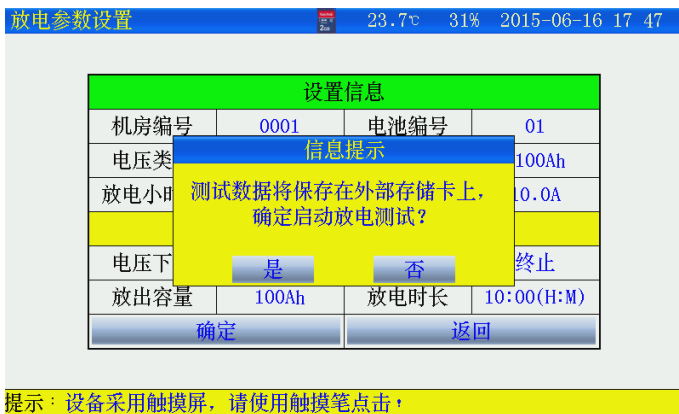 放电参数设置 23.7℃ 31% 2015-06-16 17 47
设置信息
机房编号 0001 电池编号 01
信息提示
电压类 100Ah
放电小时 10.0A
测试数据将保存在外部存储卡上，
确定启动放电测试？
电压下 终止
是 否
放出容量 100Ah 放电时长 10:00(H:M)
确定 返回
提示：设备采用触摸屏，请使用触摸笔点击！